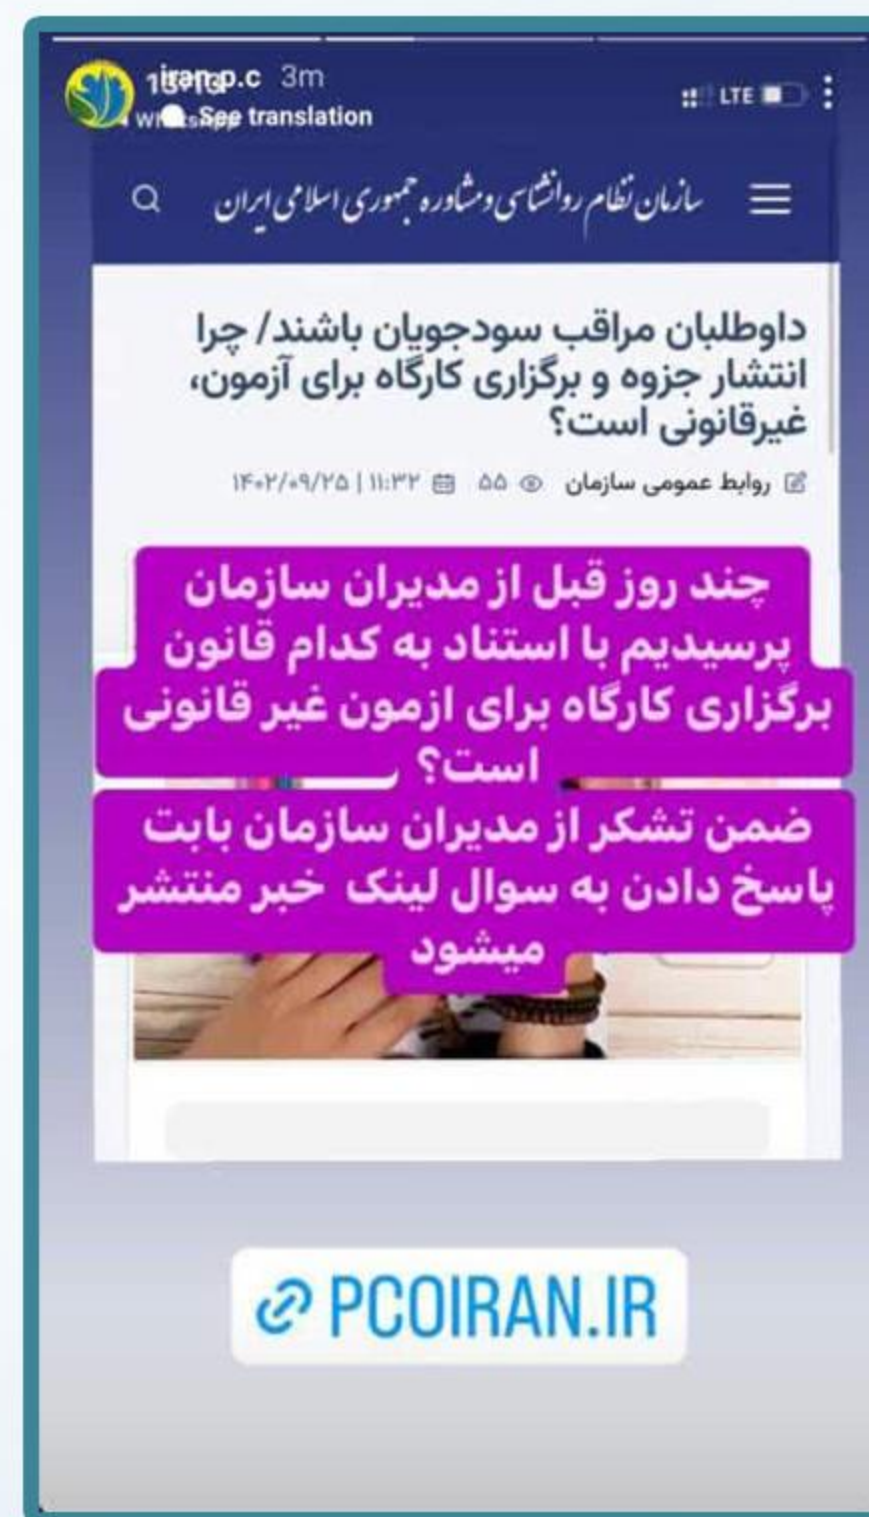 iran.p.c 3m
LTE
See translation
سازمان نظام روانشناسی و مشاوره جمهوری اسلامی ایران
داوطلبان مراقب سودجویان باشند/ چرا
انتشار جزوه و برگزاری کارگاه برای آزمون،
غیرقانونی است؟
روابط عمومی سازمان ۵۵ ۱۱:۳۲ | ۱۴۰۲/۰۹/۲۵
چند روز قبل از مدیران سازمان
پرسیدیم با استناد به کدام قانون
برگزاری کارگاه برای ازمون غیر قانونی
است؟
ضمن تشکر از مدیران سازمان بابت
پاسخ دادن به سوال لینک خبر منتشر
میشود
PCOIRAN.IR